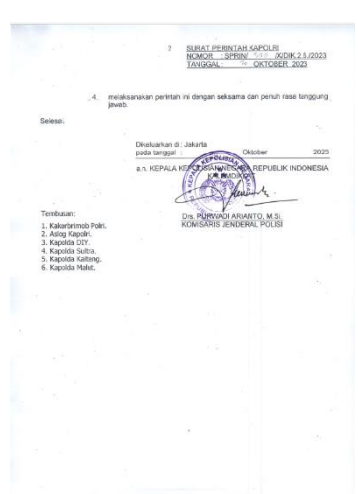 2 SURAT PERINTAH KAPOLRI
NOMOR : SPRIN/ /X/DIK.2.5./2023
TANGGAL : OKTOBER 2023
4. melaksanakan perintah ini dengan seksama dan penuh rasa tanggung
jawab.
Selesai.
Dikeluarkan di : Jakarta
pada tanggal : Oktober 2023
a.n. KEPALA KEPOLISIAN NEGARA REPUBLIK INDONESIA
Drs. PURWADI ARIANTO, M.Si.
KOMISARIS JENDERAL POLISI
Tembusan:
1. Kakorbrimob Polri.
2. Aslog Kapolri.
3. Kapolda DIY.
4. Kapolda Sultra.
5. Kapolda Kalteng.
6. Kapolda Malut.